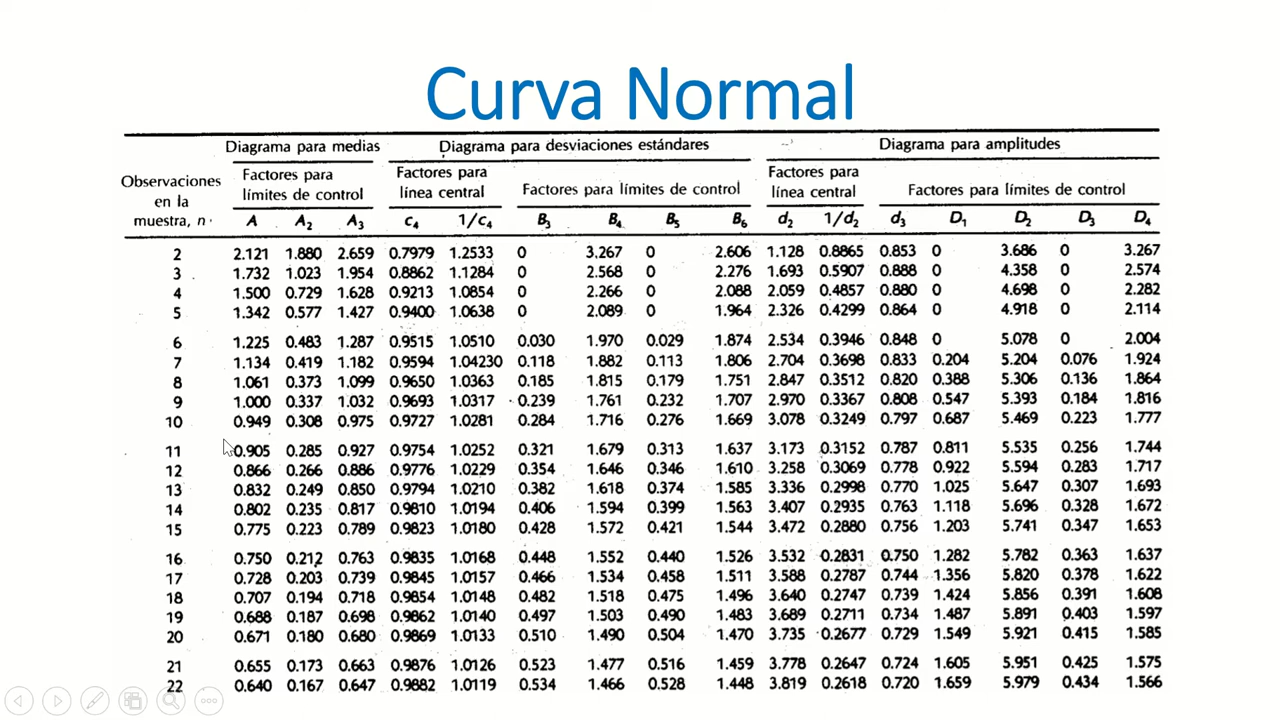 Curva Normal
Diagrama para medias Diagrama para desviaciones estándares Diagrama para amplitudes
Observaciones en la muestra, n Factores para límites de control Factores para línea central Factores para límites de control Factores para línea central Factores para límites de control
A A₂ A₃ c₄ 1/c₄ B₃ B₄ B₅ B₆ d₂ 1/d₂ d₃ D₁ D₂ D₃ D₄
2 2.121 1.880 2.659 0.7979 1.2533 0 3.267 0 2.606 1.128 0.8865 0.853 0 3.686 0 3.267
3 1.732 1.023 1.954 0.8862 1.1284 0 2.568 0 2.276 1.693 0.5907 0.888 0 4.358 0 2.574
4 1.500 0.729 1.628 0.9213 1.0854 0 2.266 0 2.088 2.059 0.4857 0.880 0 4.698 0 2.282
5 1.342 0.577 1.427 0.9400 1.0638 0 2.089 0 1.964 2.326 0.4299 0.864 0 4.918 0 2.114
6 1.225 0.483 1.287 0.9515 1.0510 0.030 1.970 0.029 1.874 2.534 0.3946 0.848 0 5.078 0 2.004
7 1.134 0.419 1.182 0.9594 1.04230 0.118 1.882 0.113 1.806 2.704 0.3698 0.833 0.204 5.204 0.076 1.924
8 1.061 0.373 1.099 0.9650 1.0363 0.185 1.815 0.179 1.751 2.847 0.3512 0.820 0.388 5.306 0.136 1.864
9 1.000 0.337 1.032 0.9693 1.0317 0.239 1.761 0.232 1.707 2.970 0.3367 0.808 0.547 5.393 0.184 1.816
10 0.949 0.308 0.975 0.9727 1.0281 0.284 1.716 0.276 1.669 3.078 0.3249 0.797 0.687 5.469 0.223 1.777
11 0.905 0.285 0.927 0.9754 1.0252 0.321 1.679 0.313 1.637 3.173 0.3152 0.787 0.811 5.535 0.256 1.744
12 0.866 0.266 0.886 0.9776 1.0229 0.354 1.646 0.346 1.610 3.258 0.3069 0.778 0.922 5.594 0.283 1.717
13 0.832 0.249 0.850 0.9794 1.0210 0.382 1.618 0.374 1.585 3.336 0.2998 0.770 1.025 5.647 0.307 1.693
14 0.802 0.235 0.817 0.9810 1.0194 0.406 1.594 0.399 1.563 3.407 0.2935 0.763 1.118 5.696 0.328 1.672
15 0.775 0.223 0.789 0.9823 1.0180 0.428 1.572 0.421 1.544 3.472 0.2880 0.756 1.203 5.741 0.347 1.653
16 0.750 0.212 0.763 0.9835 1.0168 0.448 1.552 0.440 1.526 3.532 0.2831 0.750 1.282 5.782 0.363 1.637
17 0.728 0.203 0.739 0.9845 1.0157 0.466 1.534 0.458 1.511 3.588 0.2787 0.744 1.356 5.820 0.378 1.622
18 0.707 0.194 0.718 0.9854 1.0148 0.482 1.518 0.475 1.496 3.640 0.2747 0.739 1.424 5.856 0.391 1.608
19 0.688 0.187 0.698 0.9862 1.0140 0.497 1.503 0.490 1.483 3.689 0.2711 0.734 1.487 5.891 0.403 1.597
20 0.671 0.180 0.680 0.9869 1.0133 0.510 1.490 0.504 1.470 3.735 0.2677 0.729 1.549 5.921 0.415 1.585
21 0.655 0.173 0.663 0.9876 1.0126 0.523 1.477 0.516 1.459 3.778 0.2647 0.724 1.605 5.951 0.425 1.575
22 0.640 0.167 0.647 0.9882 1.0119 0.534 1.466 0.528 1.448 3.819 0.2618 0.720 1.659 5.979 0.434 1.566